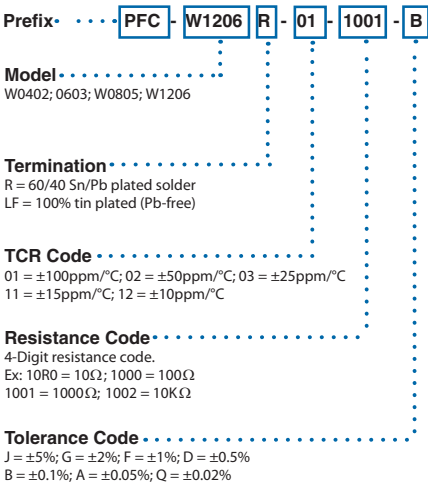 Prefix PFC - W1206 R - 01 - 1001 - B
Model
W0402; 0603; W0805; W1206
Termination
R = 60/40 Sn/Pb plated solder
LF = 100% tin plated (Pb-free)
TCR Code
01 = ±100ppm/°C; 02 = ±50ppm/°C; 03 = ±25ppm/°C
11 = ±15ppm/°C; 12 = ±10ppm/°C
Resistance Code
4-Digit resistance code.
Ex: 10R0 = 10Ω; 1000 = 100Ω
1001 = 1000Ω; 1002 = 10KΩ
Tolerance Code
J = ±5%; G = ±2%; F = ±1%; D = ±0.5%
B = ±0.1%; A = ±0.05%; Q = ±0.02%